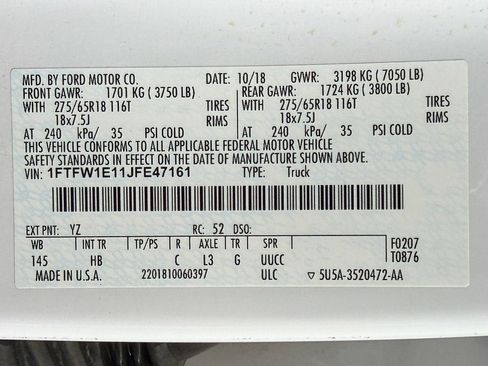 MFD. BY FORD MOTOR CO. DATE: 10/18 GVWR: 3198 KG ( 7050 LB)
FRONT GAWR: 1701 KG ( 3750 LB) REAR GAWR: 1724 KG ( 3800 LB)
WITH 275/65R18 116T TIRES WITH 275/65R18 116T TIRES
18x7.5J RIMS 18x7.5J RIMS
AT 240 kPa/ 35 PSI COLD AT 240 kPa/ 35 PSI COLD
THIS VEHICLE CONFORMS TO ALL APPLICABLE FEDERAL MOTOR VEHICLE
SAFETY STANDARDS IN EFFECT ON THE DATE OF MANUFACTURE SHOWN ABOVE.
VIN: 1FTFW1E11JFE47161 TYPE: Truck
EXT PNT: YZ RC: 52 DSO:
WB INT TR TP/PS R AXLE TR SPR F0207
145 HB C L3 G UUCC T0876
MADE IN U.S.A. 2201810060397 ULC ▽ 5U5A-3520472-AA